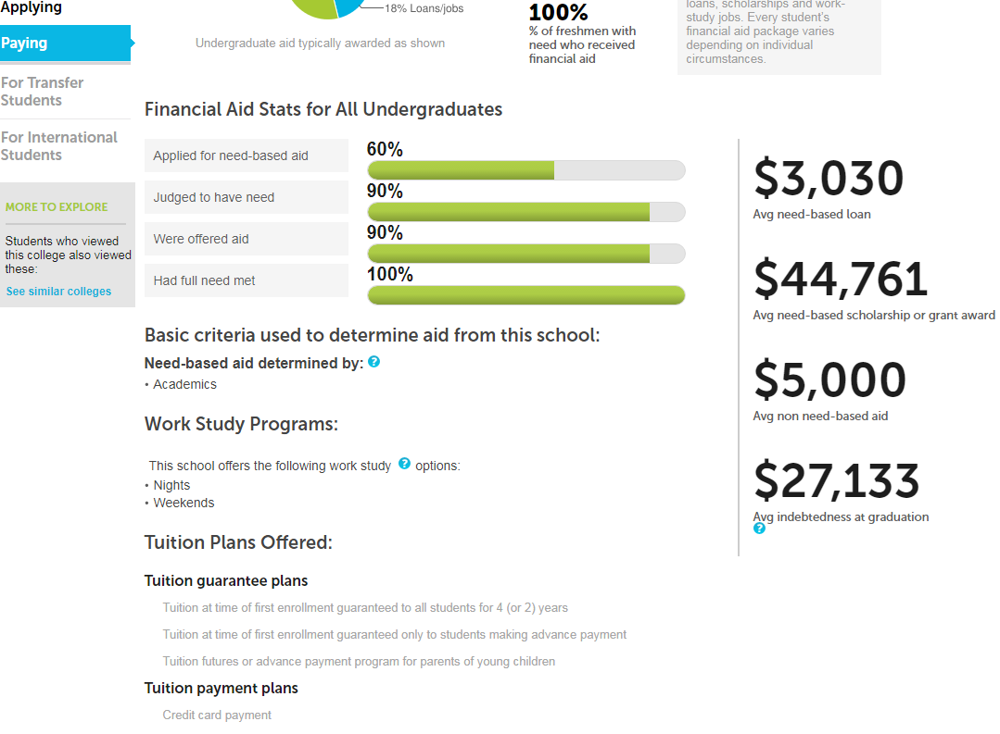 Applying
Paying
For Transfer
Students
For International
Students
MORE TO EXPLORE
Students who viewed
this college also viewed
these:
See similar colleges
18% Loans/jobs
Undergraduate aid typically awarded as shown
100%
% of freshmen with
need who received
financial aid
loans, scholarships and work-
study jobs. Every student's
financial aid package varies
depending on individual
circumstances.
Financial Aid Stats for All Undergraduates
Applied for need-based aid
60%
Judged to have need
90%
Were offered aid
90%
Had full need met
100%
$3,030
Avg need-based loan
$44,761
Avg need-based scholarship or grant award
$5,000
Avg non need-based aid
$27,133
Avg indebtedness at graduation
?
Basic criteria used to determine aid from this school:
Need-based aid determined by: ?
• Academics
Work Study Programs:
This school offers the following work study ? options:
• Nights
• Weekends
Tuition Plans Offered:
Tuition guarantee plans
Tuition at time of first enrollment guaranteed to all students for 4 (or 2) years
Tuition at time of first enrollment guaranteed only to students making advance payment
Tuition futures or advance payment program for parents of young children
Tuition payment plans
Credit card payment